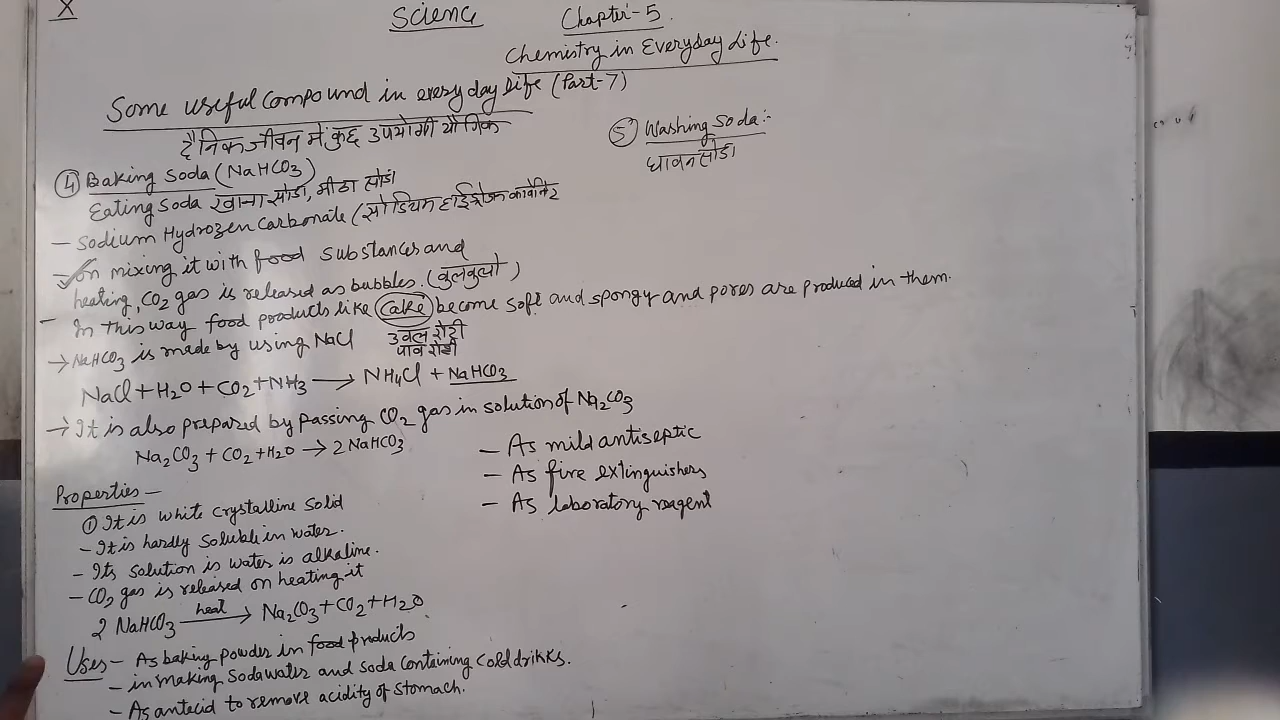 X
Science Chapter-5
Chemistry in Everyday Life.
Some useful Compound in every day life (Part-7)
दैनिक जीवन में कुछ उपयोगी यौगिक
④ Baking Soda (NaHCO3)
Eating Soda खाना सोडा, मीठा सोडा
- Sodium Hydrozen Carbonate (सोडियम हाईड्रोजन कार्बोनेट
- On mixing it with food substances and
heating, CO2 gas is released as bubbles. (बुलबुलो)
- In this way food products like Cake become soft and spongy and pores are produced in them.
डबल रोटी
पाव रोटी
→ NaHCO3 is made by using NaCl
NaCl + H2O + CO2 + NH3 → NH4Cl + NaHCO3
→ It is also prepared by passing CO2 gas in solution of Na2CO3
Na2CO3 + CO2 + H2O → 2 NaHCO3
Properties -
① It is white crystalline solid
- It is hardly soluble in water.
- Its solution is water is alkaline.
- CO2 gas is released on heating it
2 NaHCO3 heat → Na2CO3 + CO2 + H2O
Uses - As baking powder in food products
- in making Sodawater and soda containing colddrikks.
- As antecid to remove acidity of stomach.
- As mild antiseptic
- As fire extinguishers
- As laboratory reagent
⑤ Washing Soda:-
धावन सोडा